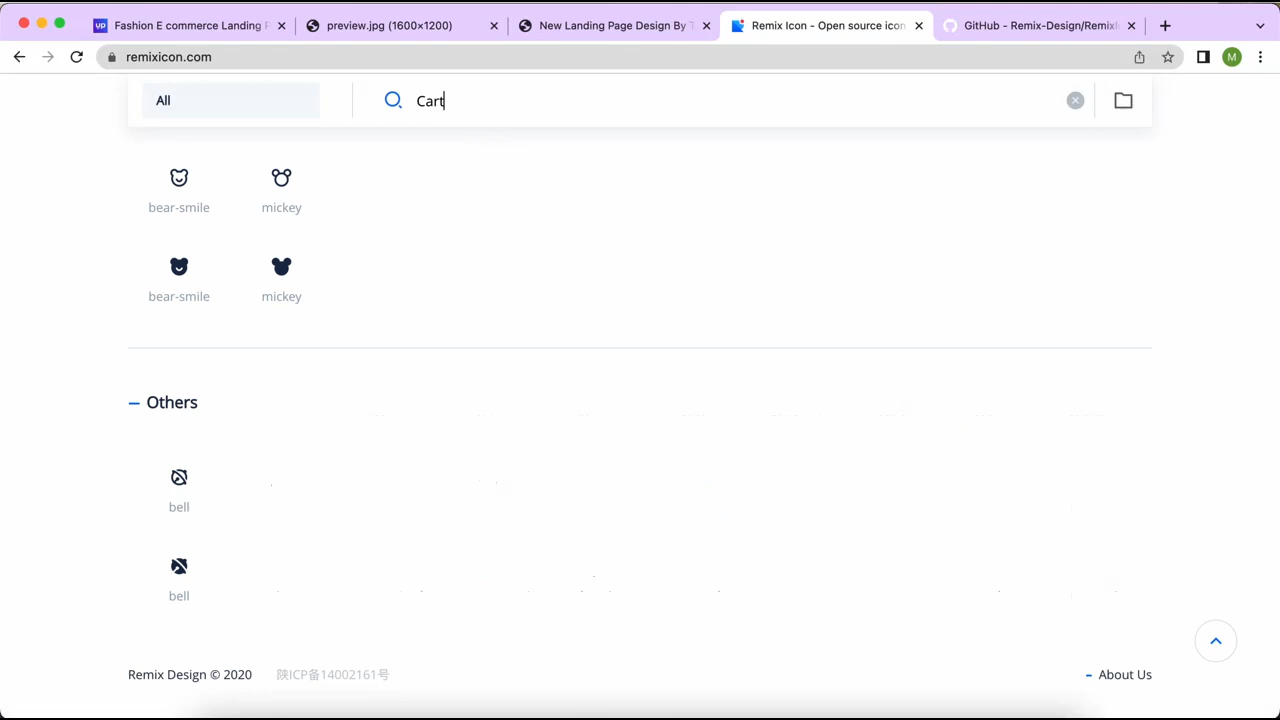 Fashion E commerce Landing P
preview.jpg (1600×1200)
New Landing Page Design By T
Remix Icon - Open source icon
GitHub - Remix-Design/RemixIc
remixicon.com
M
All
Cart
bear-smile
mickey
bear-smile
mickey
Others
bell
bell
Remix Design © 2020
陕ICP备14002161号
About Us